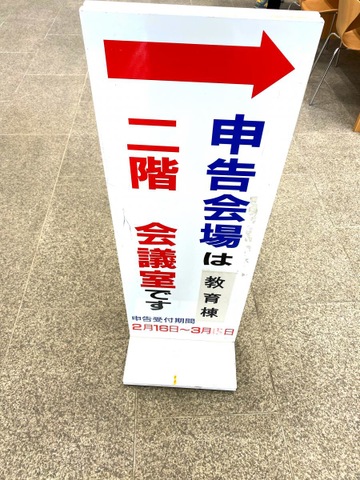 申告会場は
教育棟
二階 会議室です
申告受付期間
2月16日～3月 日